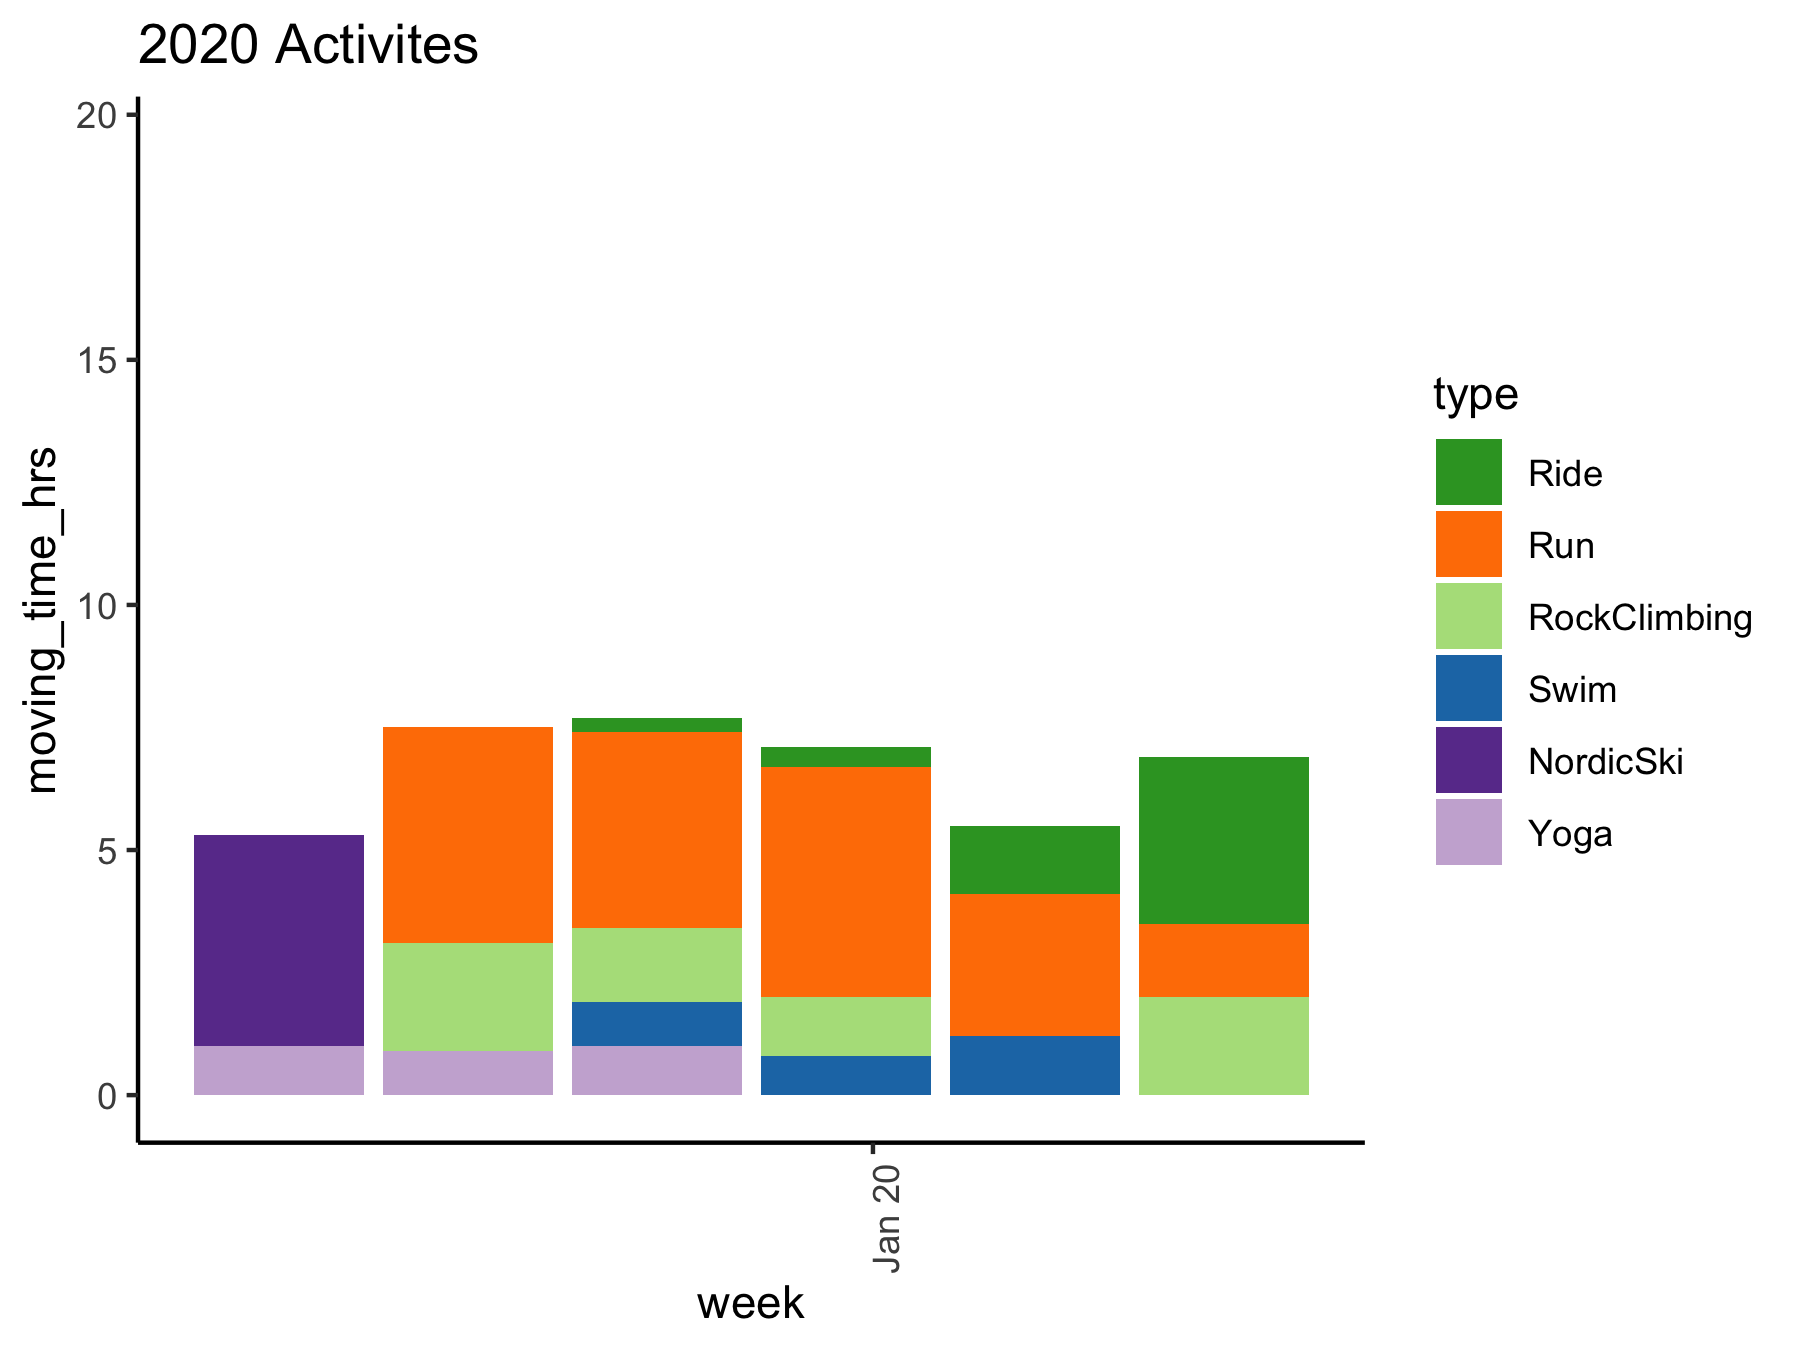 2020 Activites
20
15
10
5
0
moving_time_hrs
Jan 20
week
type
Ride
Run
RockClimbing
Swim
NordicSki
Yoga